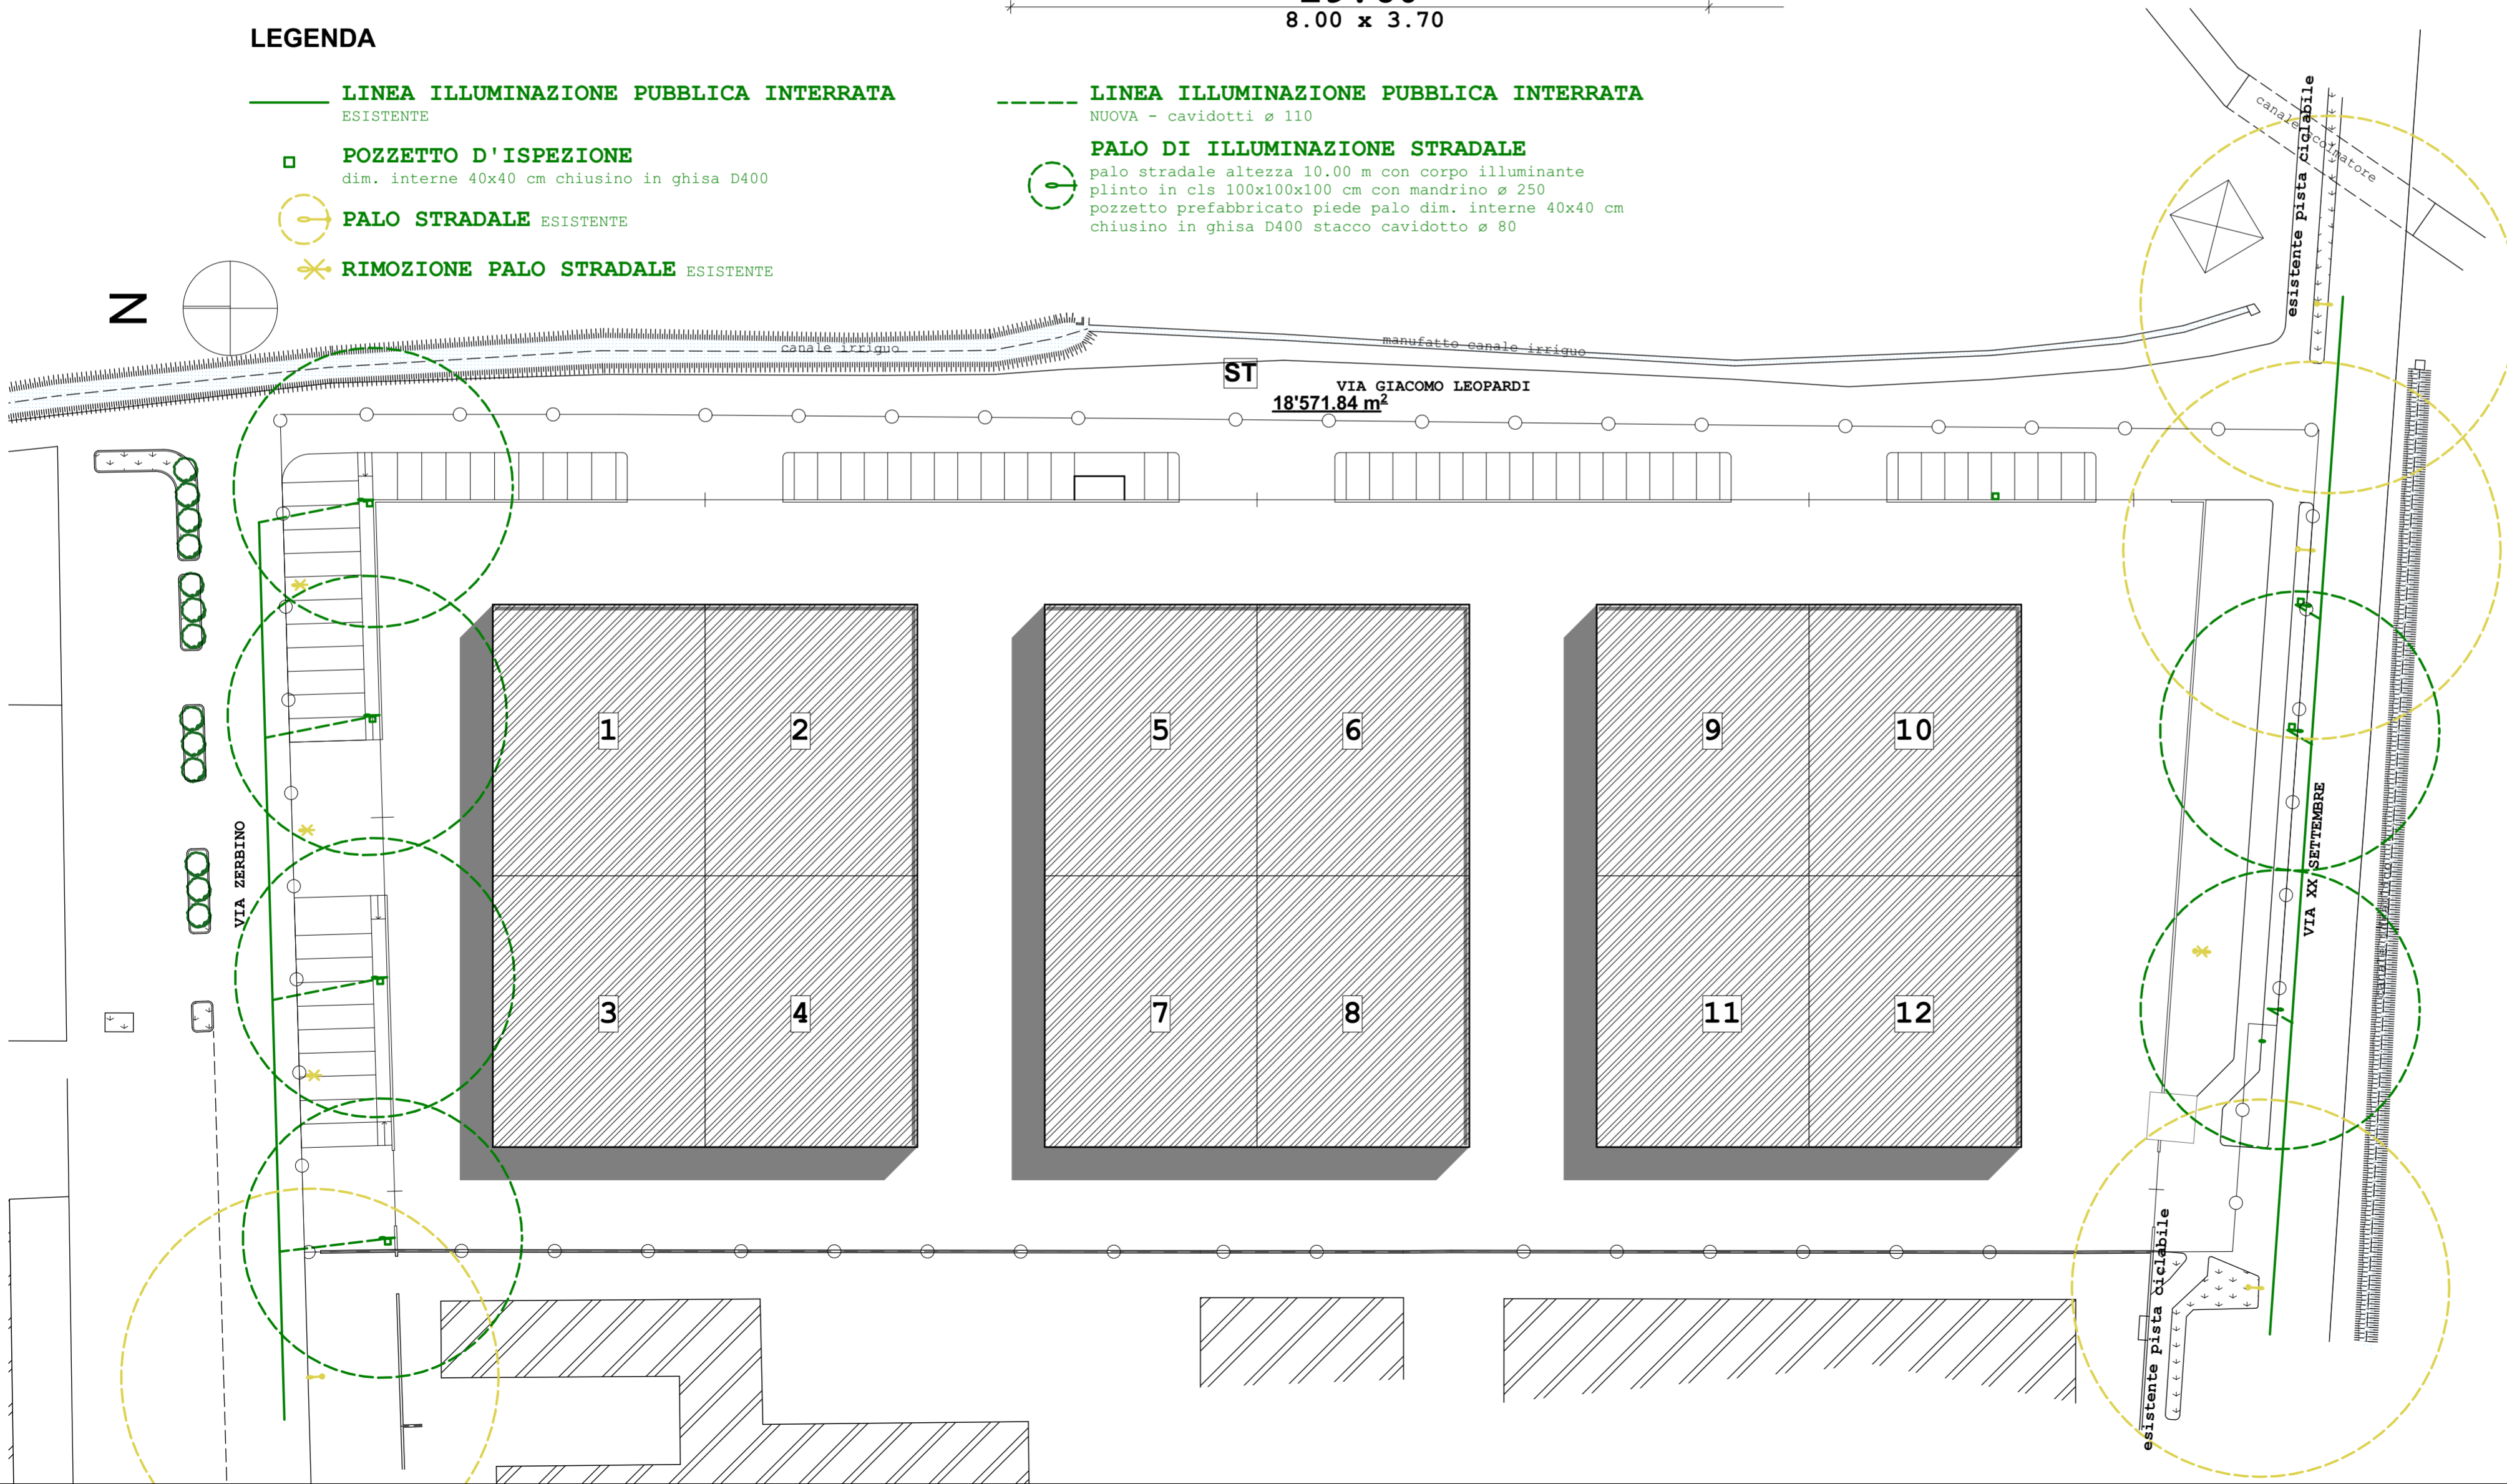 8.00 x 3.70
LEGENDA
LINEA ILLUMINAZIONE PUBBLICA INTERRATA
ESISTENTE
POZZETTO D'ISPEZIONE
dim. interne 40x40 cm chiusino in ghisa D400
PALO STRADALE ESISTENTE
RIMOZIONE PALO STRADALE ESISTENTE
LINEA ILLUMINAZIONE PUBBLICA INTERRATA
NUOVA - cavidotti ø 110
PALO DI ILLUMINAZIONE STRADALE
palo stradale altezza 10.00 m con corpo illuminante
plinto in cls 100x100x100 cm con mandrino ø 250
pozzetto prefabbricato piede palo dim. interne 40x40 cm
chiusino in ghisa D400 stacco cavidotto ø 80
N
canale scolmatore
esistente pista ciclabile
canale irriguo
manufatto canale irriguo
ST
VIA GIACOMO LEOPARDI
18'571.84 m²
1
2
5
6
9
10
VIA ZERBINO
VIA XX SETTEMBRE
3
4
7
8
11
12
esistente pista ciclabile